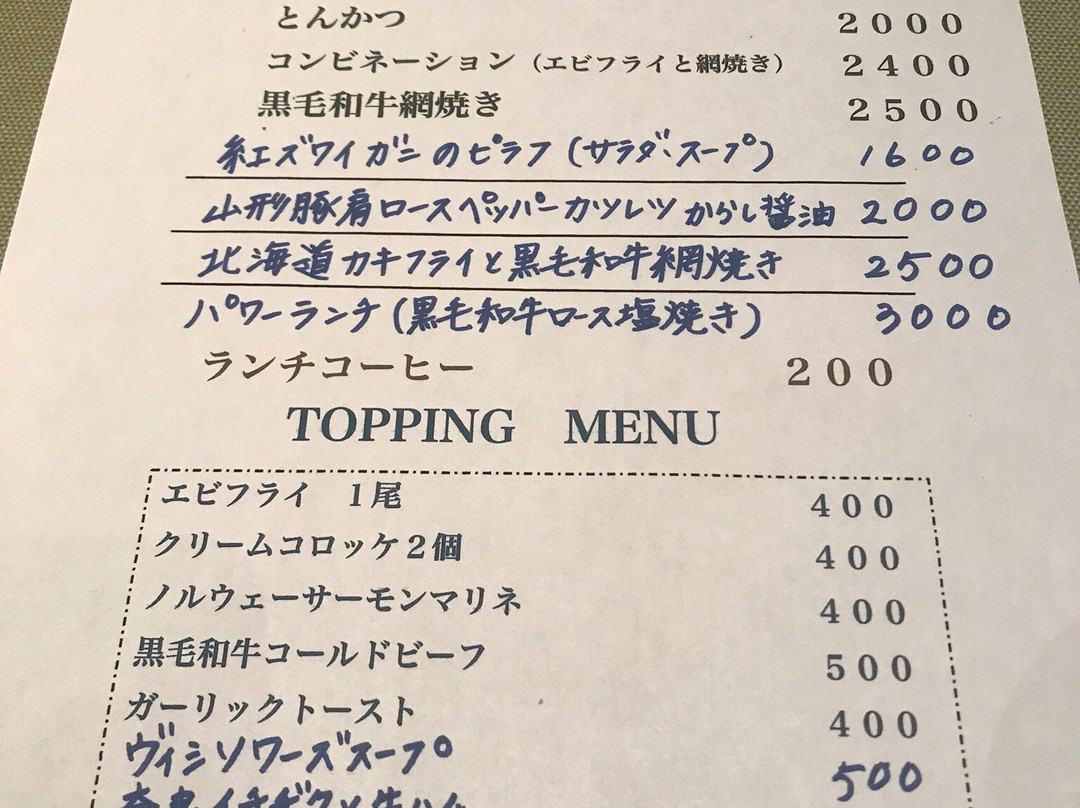 とんかつ ２０００
コンビネーション（エビフライと網焼き） ２４００
黒毛和牛網焼き ２５００
紅ズワイガニのピラフ(サラダ・スープ) 1600
山形豚肩ロースペッパーカツレツ からし醤油 2000
北海道カキフライと黒毛和牛網焼き 2500
パワーランチ(黒毛和牛ロース塩焼き) 3000
ランチコーヒー ２００
TOPPING MENU
エビフライ １尾 ４００
クリームコロッケ２個 ４００
ノルウェーサーモンマリネ ４００
黒毛和牛コールドビーフ ５００
ガーリックトースト ４００
ヴィシソワーズスープ 500